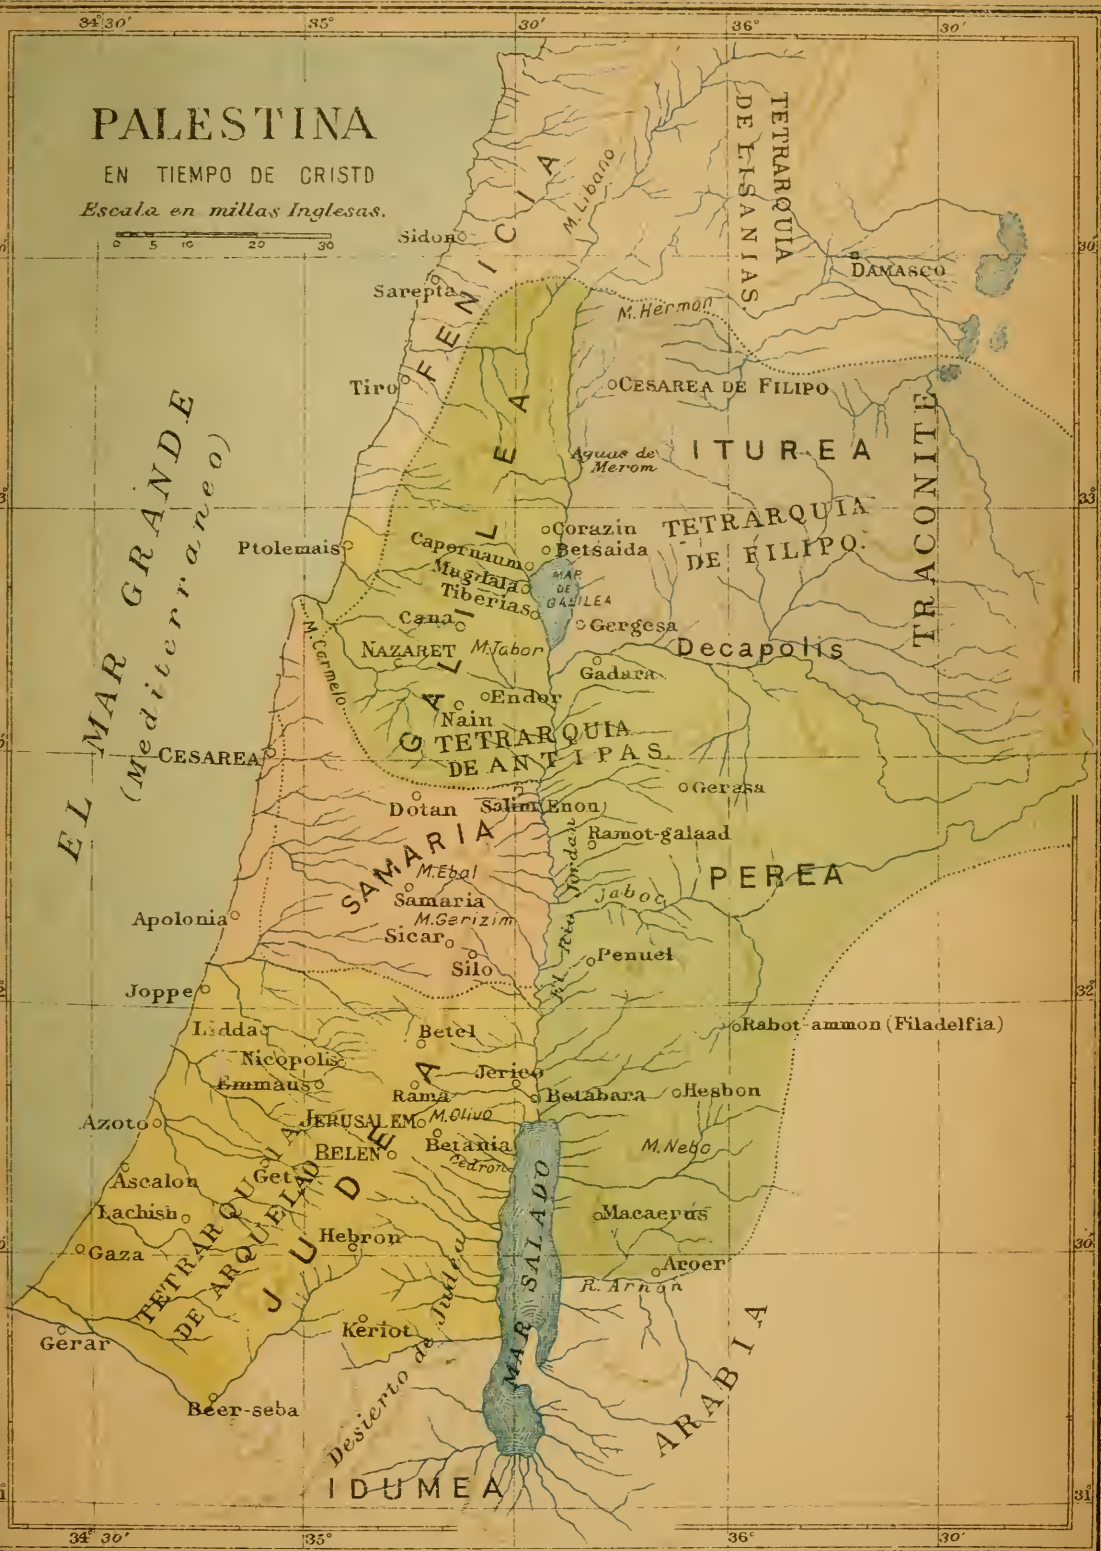 34° 30'
35°
30'
36°
30'
PALESTINA
EN TIEMPO DE CRISTO
Escala en millas Inglesas.
0 5 10 20 30
TETRARQUIA
DE LISANIAS.
FENICIA
M. Libano
Sidon
30'
DAMASCO
Sarepta
M. Hermon
Tiro
CESAREA DE FILIPO
ITUREA
TRACONITE
Aguas de
Merom
EL MAR GRANDE
(Mediterraneo)
GALILEA
33°
Corazin
TETRARQUIA
DE FILIPO.
Ptolemais
Capernaum
Betsaida
Magdala
MAR
DE
GALILEA
Tiberias
Cana
Gergesa
M. Carmelo
NAZARET
M. Tabor
Decapolis
Gadara
Endor
Nain
TETRARQUIA
DE ANTIPAS.
CESAREA
Gerasa
Dotan
Salim (Enon)
SAMARIA
Ramot-galaad
M. Ebal
PEREA
Samaria
Jaboc
Apolonia
M. Gerizim
Sicar
El Rio Jordan
Silo
Penuel
Joppe
32°
Lidda
Betel
Rabot-ammon (Filadelfia)
Nicopolis
Emmaus
Jerico
Rama
Betabara
Hesbon
Azoto
JERUSALEM
M. Olivo
BELEN
Betania
Cedron
M. Nebo
Ascalon
Get
JUDEA
Lachish
TETRARQUIA
DE ARQUELAO
MAR SALADO
Macaerus
Gaza
Hebron
30'
Aroer
R. Arnon
Gerar
Keriot
Desierto de Judea
ARABIA
Beer-seba
IDUMEA
31°
31°
34° 30'
35°
36°
30'